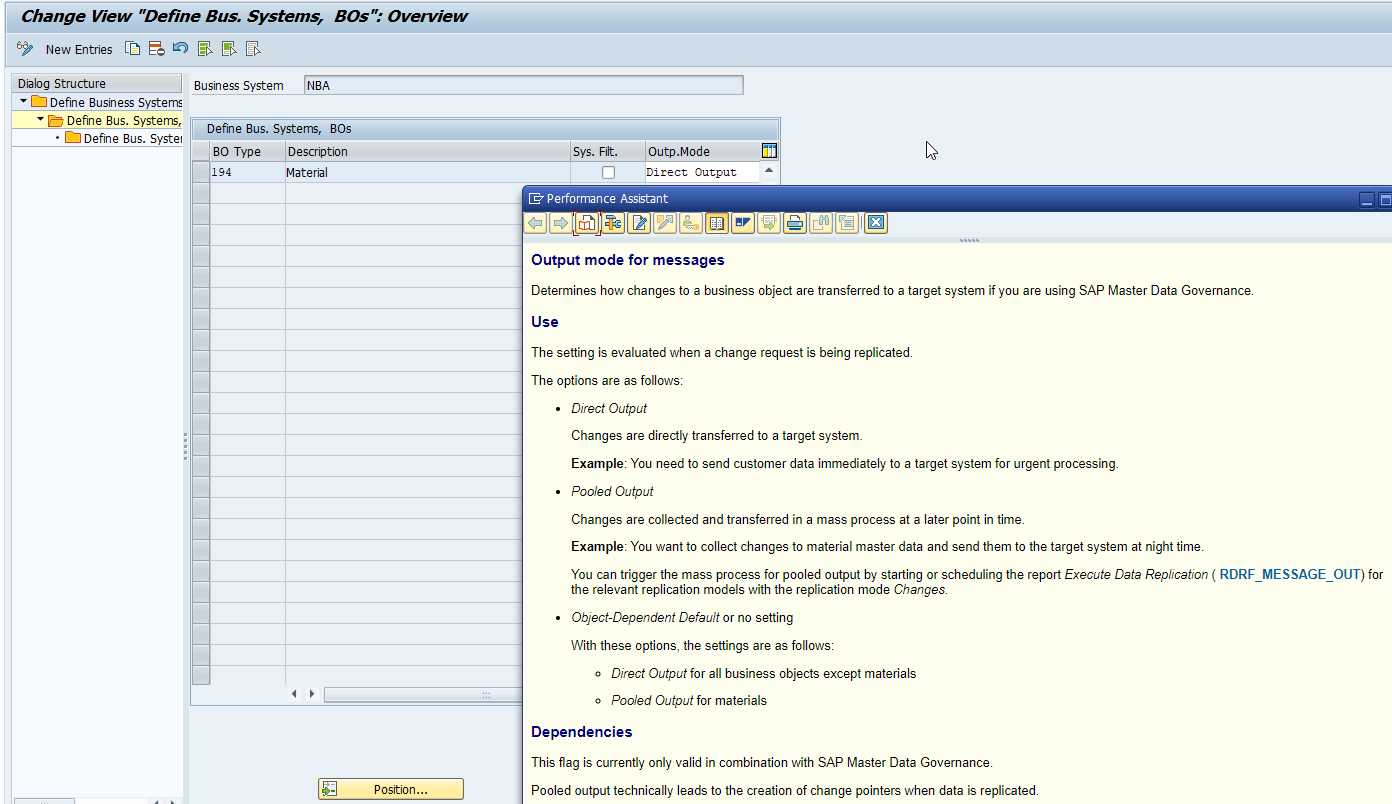 Change View "Define Bus. Systems,  BOs": Overview
New Entries
Dialog Structure
Define Business Systems
Define Bus. Systems,
Define Bus. Syster
Business System NBA
Define Bus. Systems,  BOs
BO Type Description Sys. Filt. Outp.Mode
194 Material Direct Output
Position...
Performance Assistant
Output mode for messages
Determines how changes to a business object are transferred to a target system if you are using SAP Master Data Governance.
Use
The setting is evaluated when a change request is being replicated.
The options are as follows:
• Direct Output
Changes are directly transferred to a target system.
Example: You need to send customer data immediately to a target system for urgent processing.
• Pooled Output
Changes are collected and transferred in a mass process at a later point in time.
Example: You want to collect changes to material master data and send them to the target system at night time.
You can trigger the mass process for pooled output by starting or scheduling the report Execute Data Replication ( RDRF_MESSAGE_OUT) for
the relevant replication models with the replication mode Changes.
• Object-Dependent Default or no setting
With these options, the settings are as follows:
◦ Direct Output for all business objects except materials
◦ Pooled Output for materials
Dependencies
This flag is currently only valid in combination with SAP Master Data Governance.
Pooled output technically leads to the creation of change pointers when data is replicated.